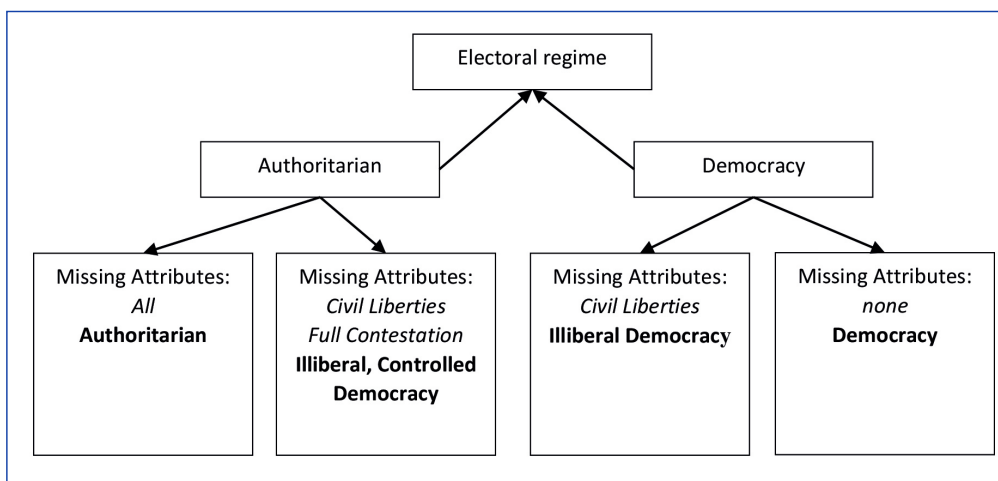 Electoral regime
Authoritarian
Democracy
Missing Attributes:
All
Authoritarian
Missing Attributes:
Civil Liberties
Full Contestation
Illiberal, Controlled
Democracy
Missing Attributes:
Civil Liberties
Illiberal Democracy
Missing Attributes:
none
Democracy